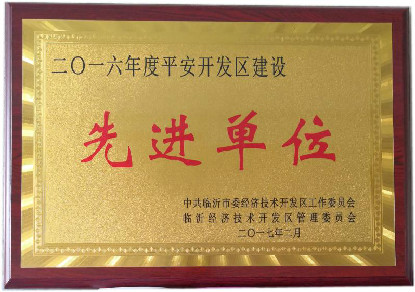 二〇一六年度平安开发区建设
先进单位
中共临沂市委经济技术开发区工作委员会
临沂经济技术开发区管理委员会
二〇一七年二月